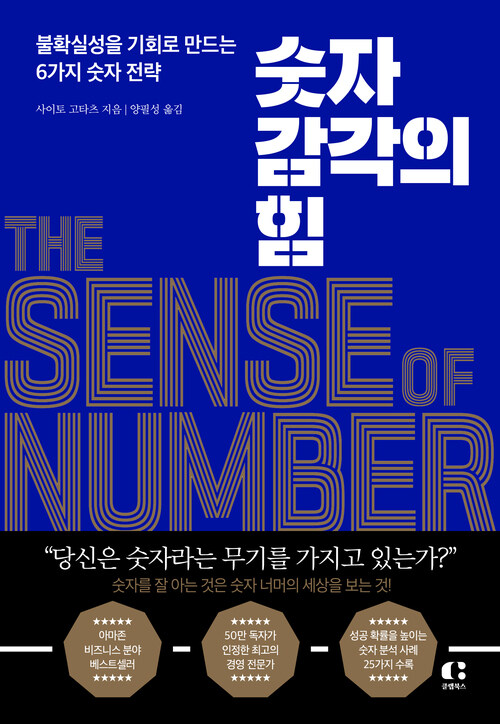 불확실성을 기회로 만드는
6가지 숫자 전략
사이토 고타츠 지음 | 양필성 옮김
숫자
감각의
힘
THE
SENSE
OF
NUMBER
“당신은 숫자라는 무기를 가지고 있는가?”
숫자를 잘 아는 것은 숫자 너머의 세상을 보는 것!
★★★★★
아마존
비즈니스 분야
베스트셀러
★★★★★
★★★★★
50만 독자가
인정한 최고의
경영 전문가
★★★★★
★★★★★
성공 확률을 높이는
숫자 분석 사례
25가지 수록
★★★★★
클랩북스